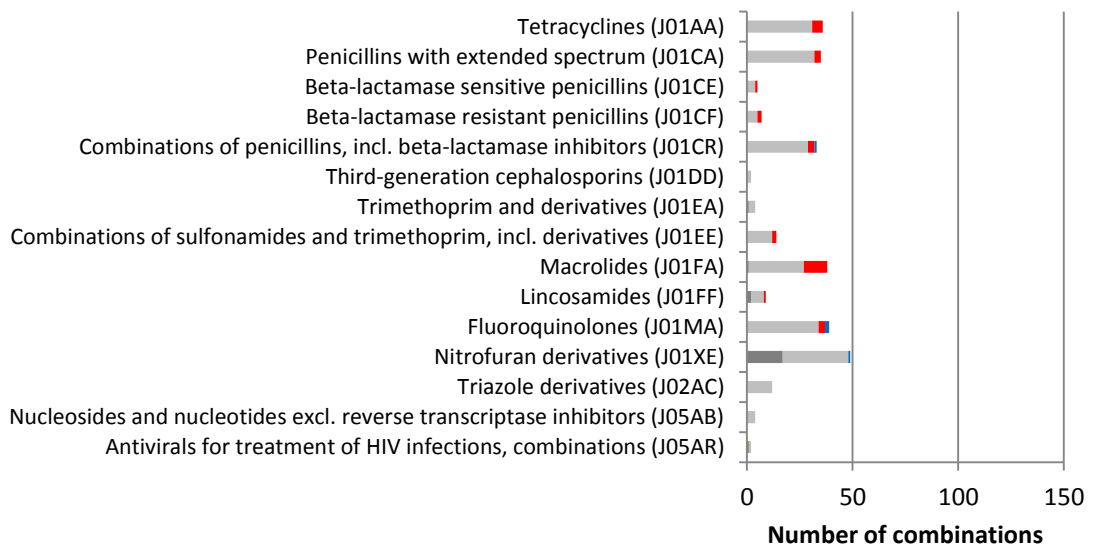 Tetracyclines (J01AA)
Penicillins with extended spectrum (J01CA)
Beta-lactamase sensitive penicillins (J01CE)
Beta-lactamase resistant penicillins (J01CF)
Combinations of penicillins, incl. beta-lactamase inhibitors (J01CR)
Third-generation cephalosporins (J01DD)
Trimethoprim and derivatives (J01EA)
Combinations of sulfonamides and trimethoprim, incl. derivatives (J01EE)
Macrolides (J01FA)
Lincosamides (J01FF)
Fluoroquinolones (J01MA)
Nitrofuran derivatives (J01XE)
Triazole derivatives (J02AC)
Nucleosides and nucleotides excl. reverse transcriptase inhibitors (J05AB)
Antivirals for treatment of HIV infections, combinations (J05AR)
0 50 100 150
Number of combinations